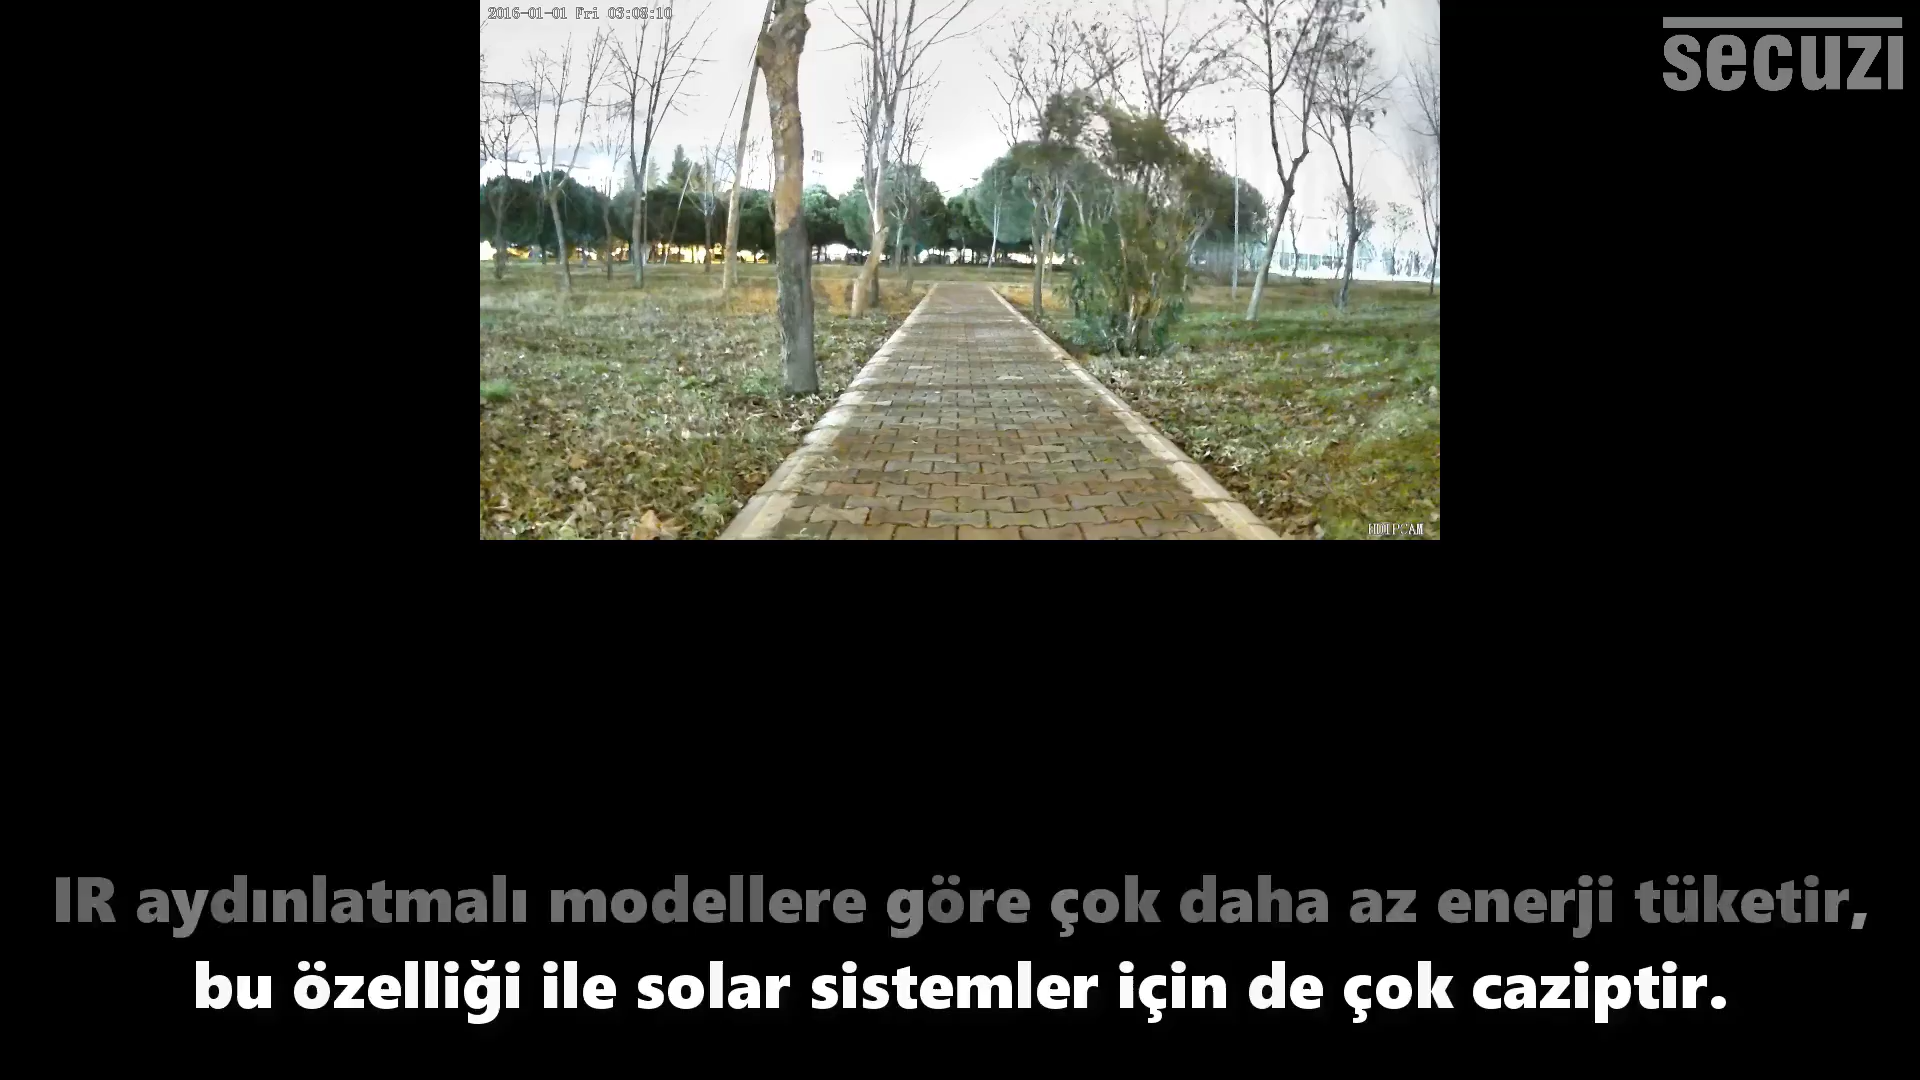 2016-01-01 Fri 03:08:10
secuzi
HDIPCAM
IR aydınlatmalı modellere göre çok daha az enerji tüketir,
bu özelliği ile solar sistemler için de çok caziptir.